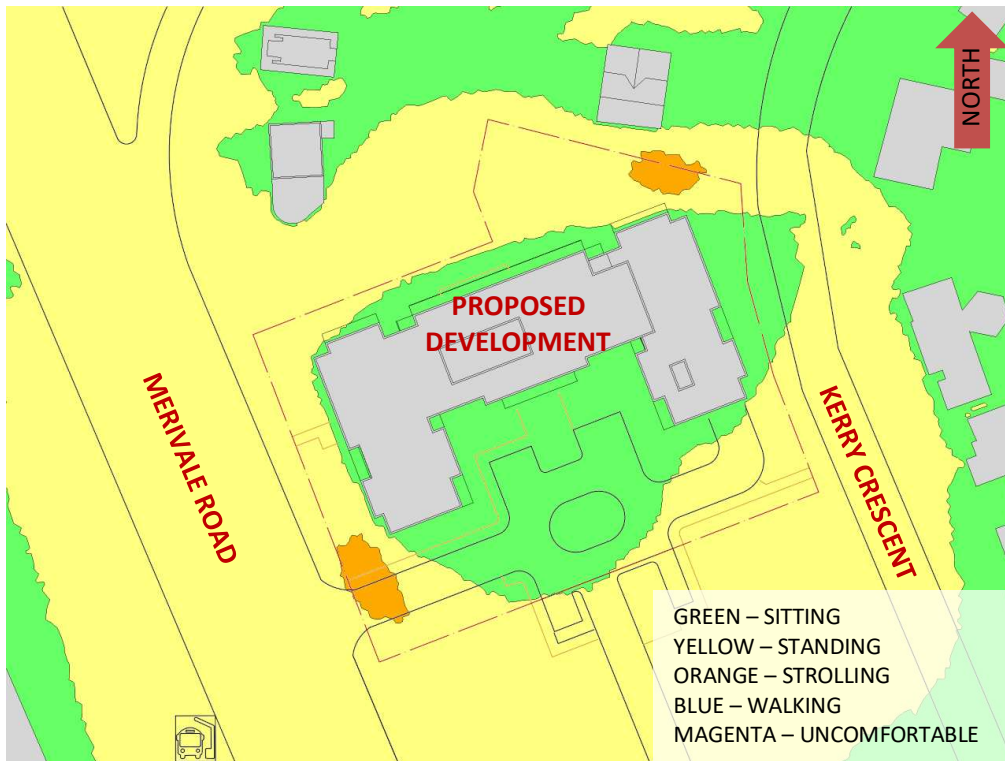 NORTH
PROPOSED
DEVELOPMENT
MERIVALE ROAD
KERRY CRESCENT
GREEN – SITTING
YELLOW – STANDING
ORANGE – STROLLING
BLUE – WALKING
MAGENTA – UNCOMFORTABLE